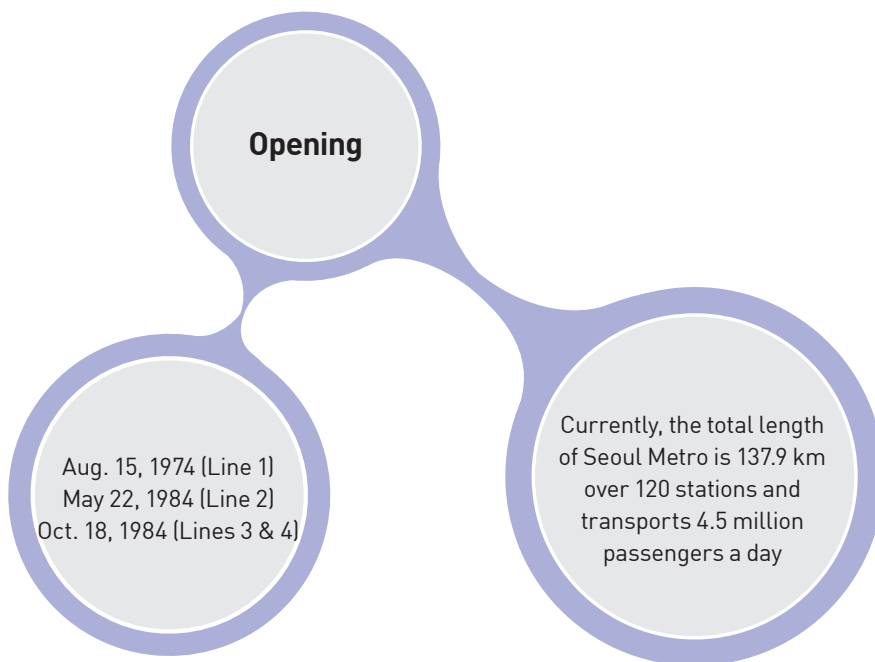 Opening
Aug. 15, 1974 (Line 1)
May 22, 1984 (Line 2)
Oct. 18, 1984 (Lines 3 & 4)
Currently, the total length
of Seoul Metro is 137.9 km
over 120 stations and
transports 4.5 million
passengers a day